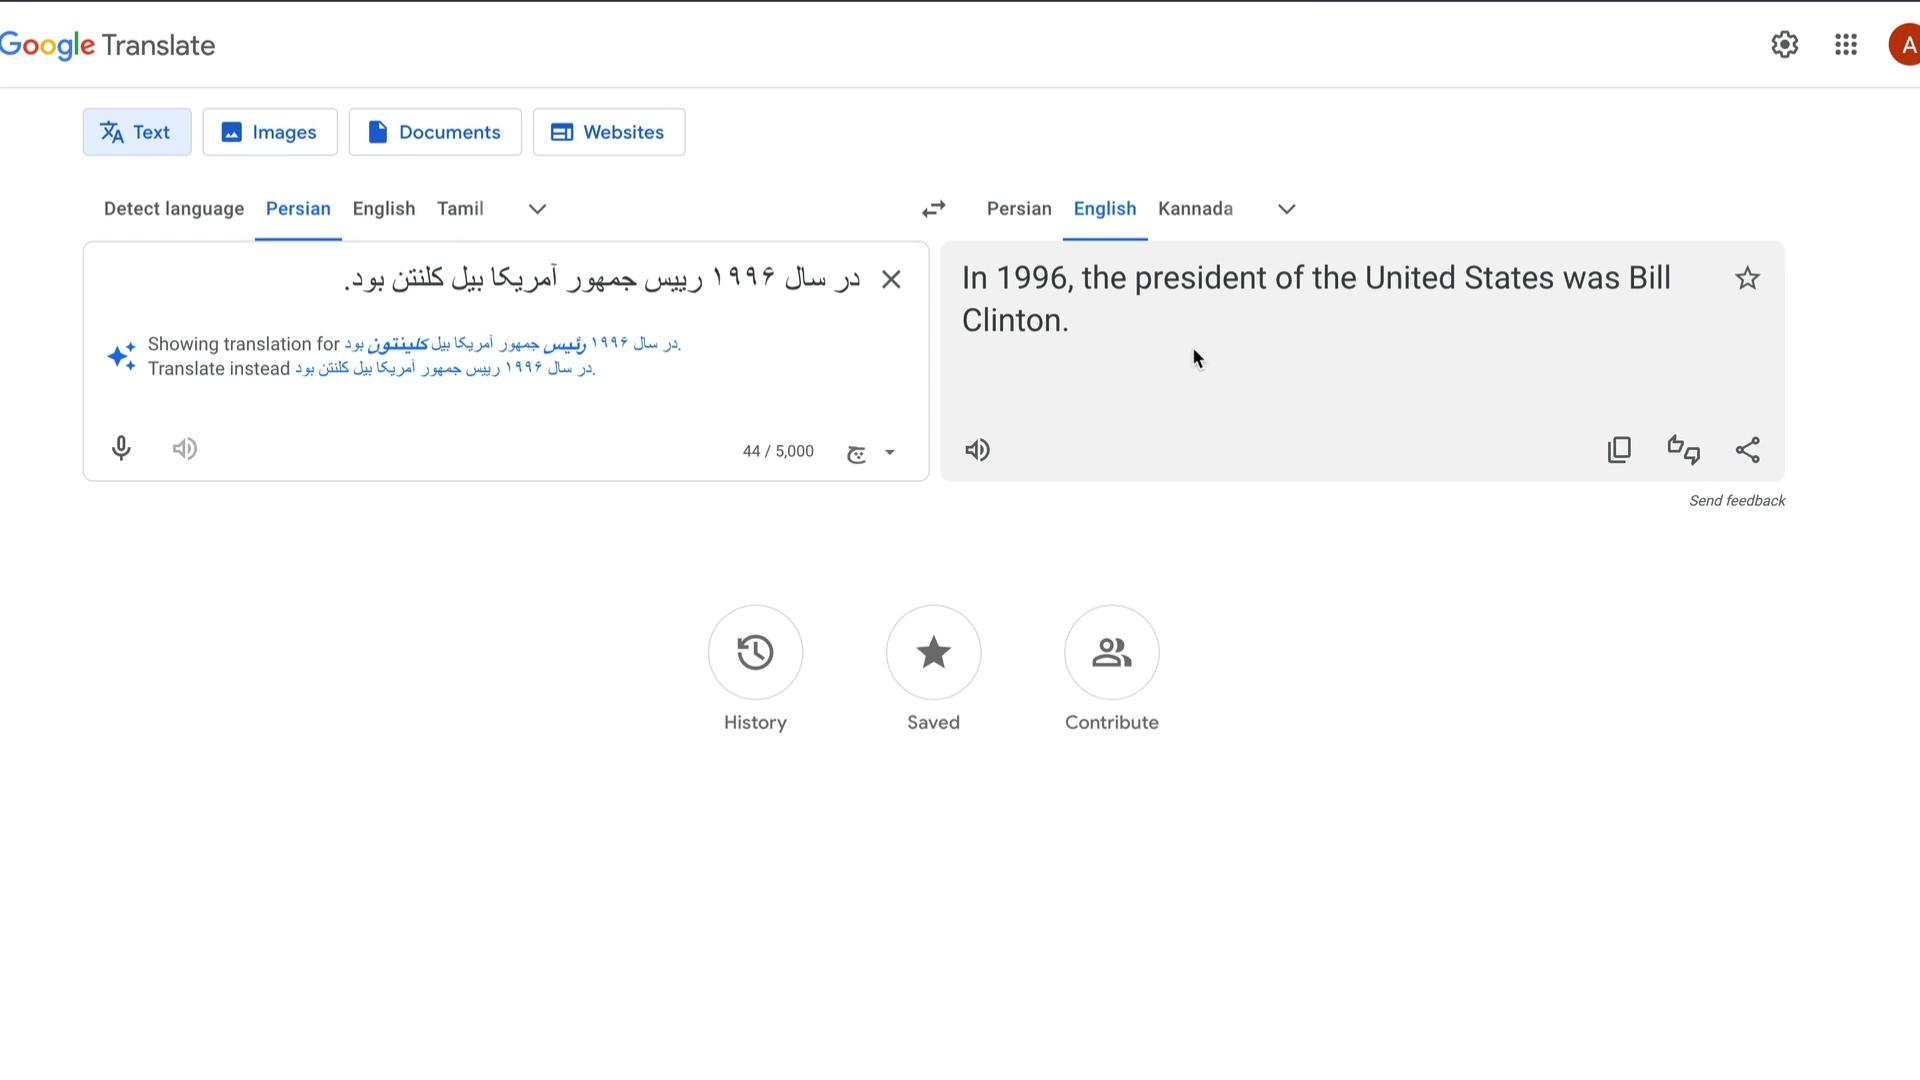 Google Translate
A
Text
Images
Documents
Websites
Detect language
Persian
English
Tamil
Persian
English
Kannada
در سال ۱۹۹۶ رییس جمهور آمریکا بیل کلنتن بود.
In 1996, the president of the United States was Bill
Clinton.
Showing translation for در سال ۱۹۹۶ رئیس جمهور آمریکا بیل کلینتون بود.
Translate instead در سال ۱۹۹۶ رییس جمهور آمریکا بیل کلنتن بود.
44 / 5,000
Send feedback
History
Saved
Contribute